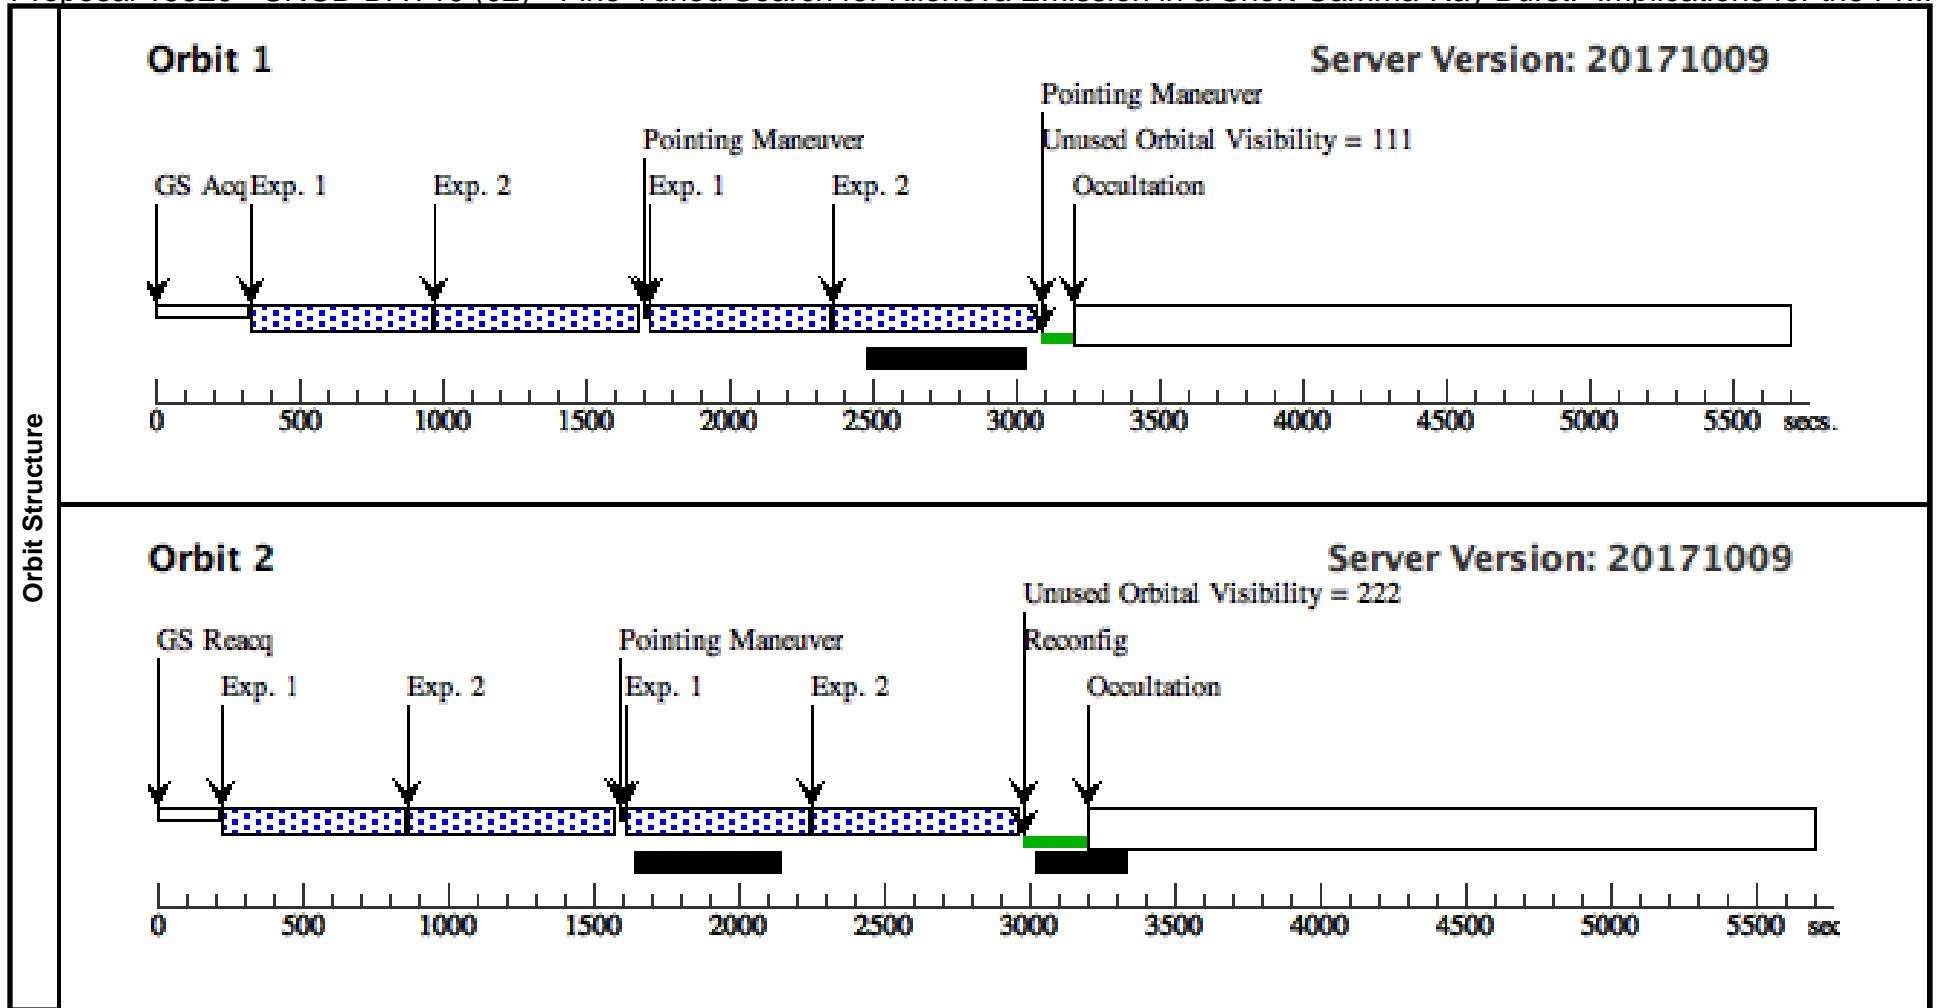 Orbit 1
Server Version: 20171009
Pointing Maneuver
Pointing Maneuver
Unused Orbital Visibility = 111
GS Acq Exp. 1 Exp. 2 Exp. 1 Exp. 2 Occultation
0 500 1000 1500 2000 2500 3000 3500 4000 4500 5000 5500 secs.
Orbit Structure
Orbit 2
Server Version: 20171009
Unused Orbital Visibility = 222
GS Reacq Pointing Maneuver Reconfig
Exp. 1 Exp. 2 Exp. 1 Exp. 2 Occultation
0 500 1000 1500 2000 2500 3000 3500 4000 4500 5000 5500 sec